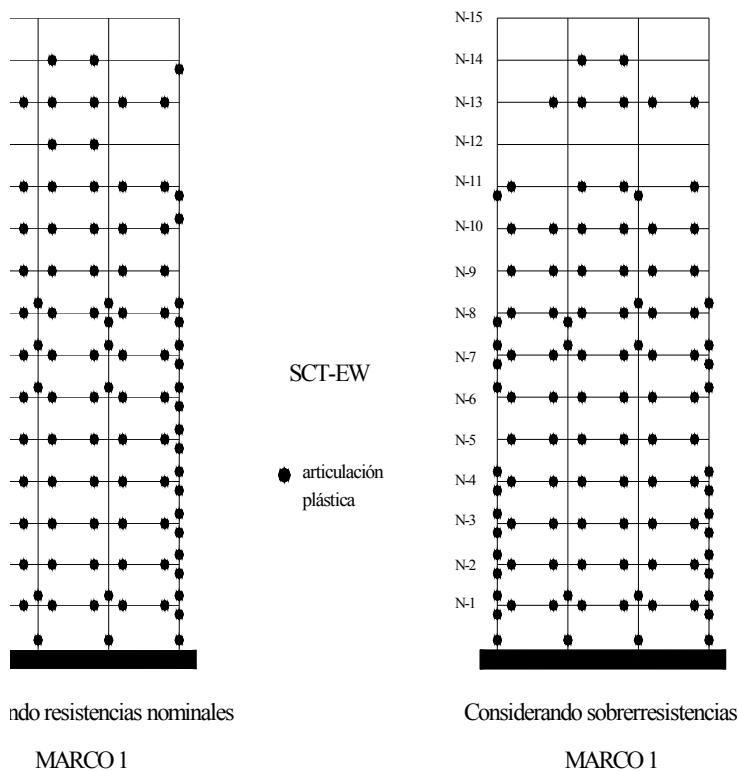 N-15
N-14
N-13
N-12
N-11
N-10
N-9
N-8
N-7
N-6
N-5
N-4
N-3
N-2
N-1
SCT-EW
articulación
plástica
ndo resistencias nominales
MARCO 1
Considerando sobrerresistencias
MARCO 1